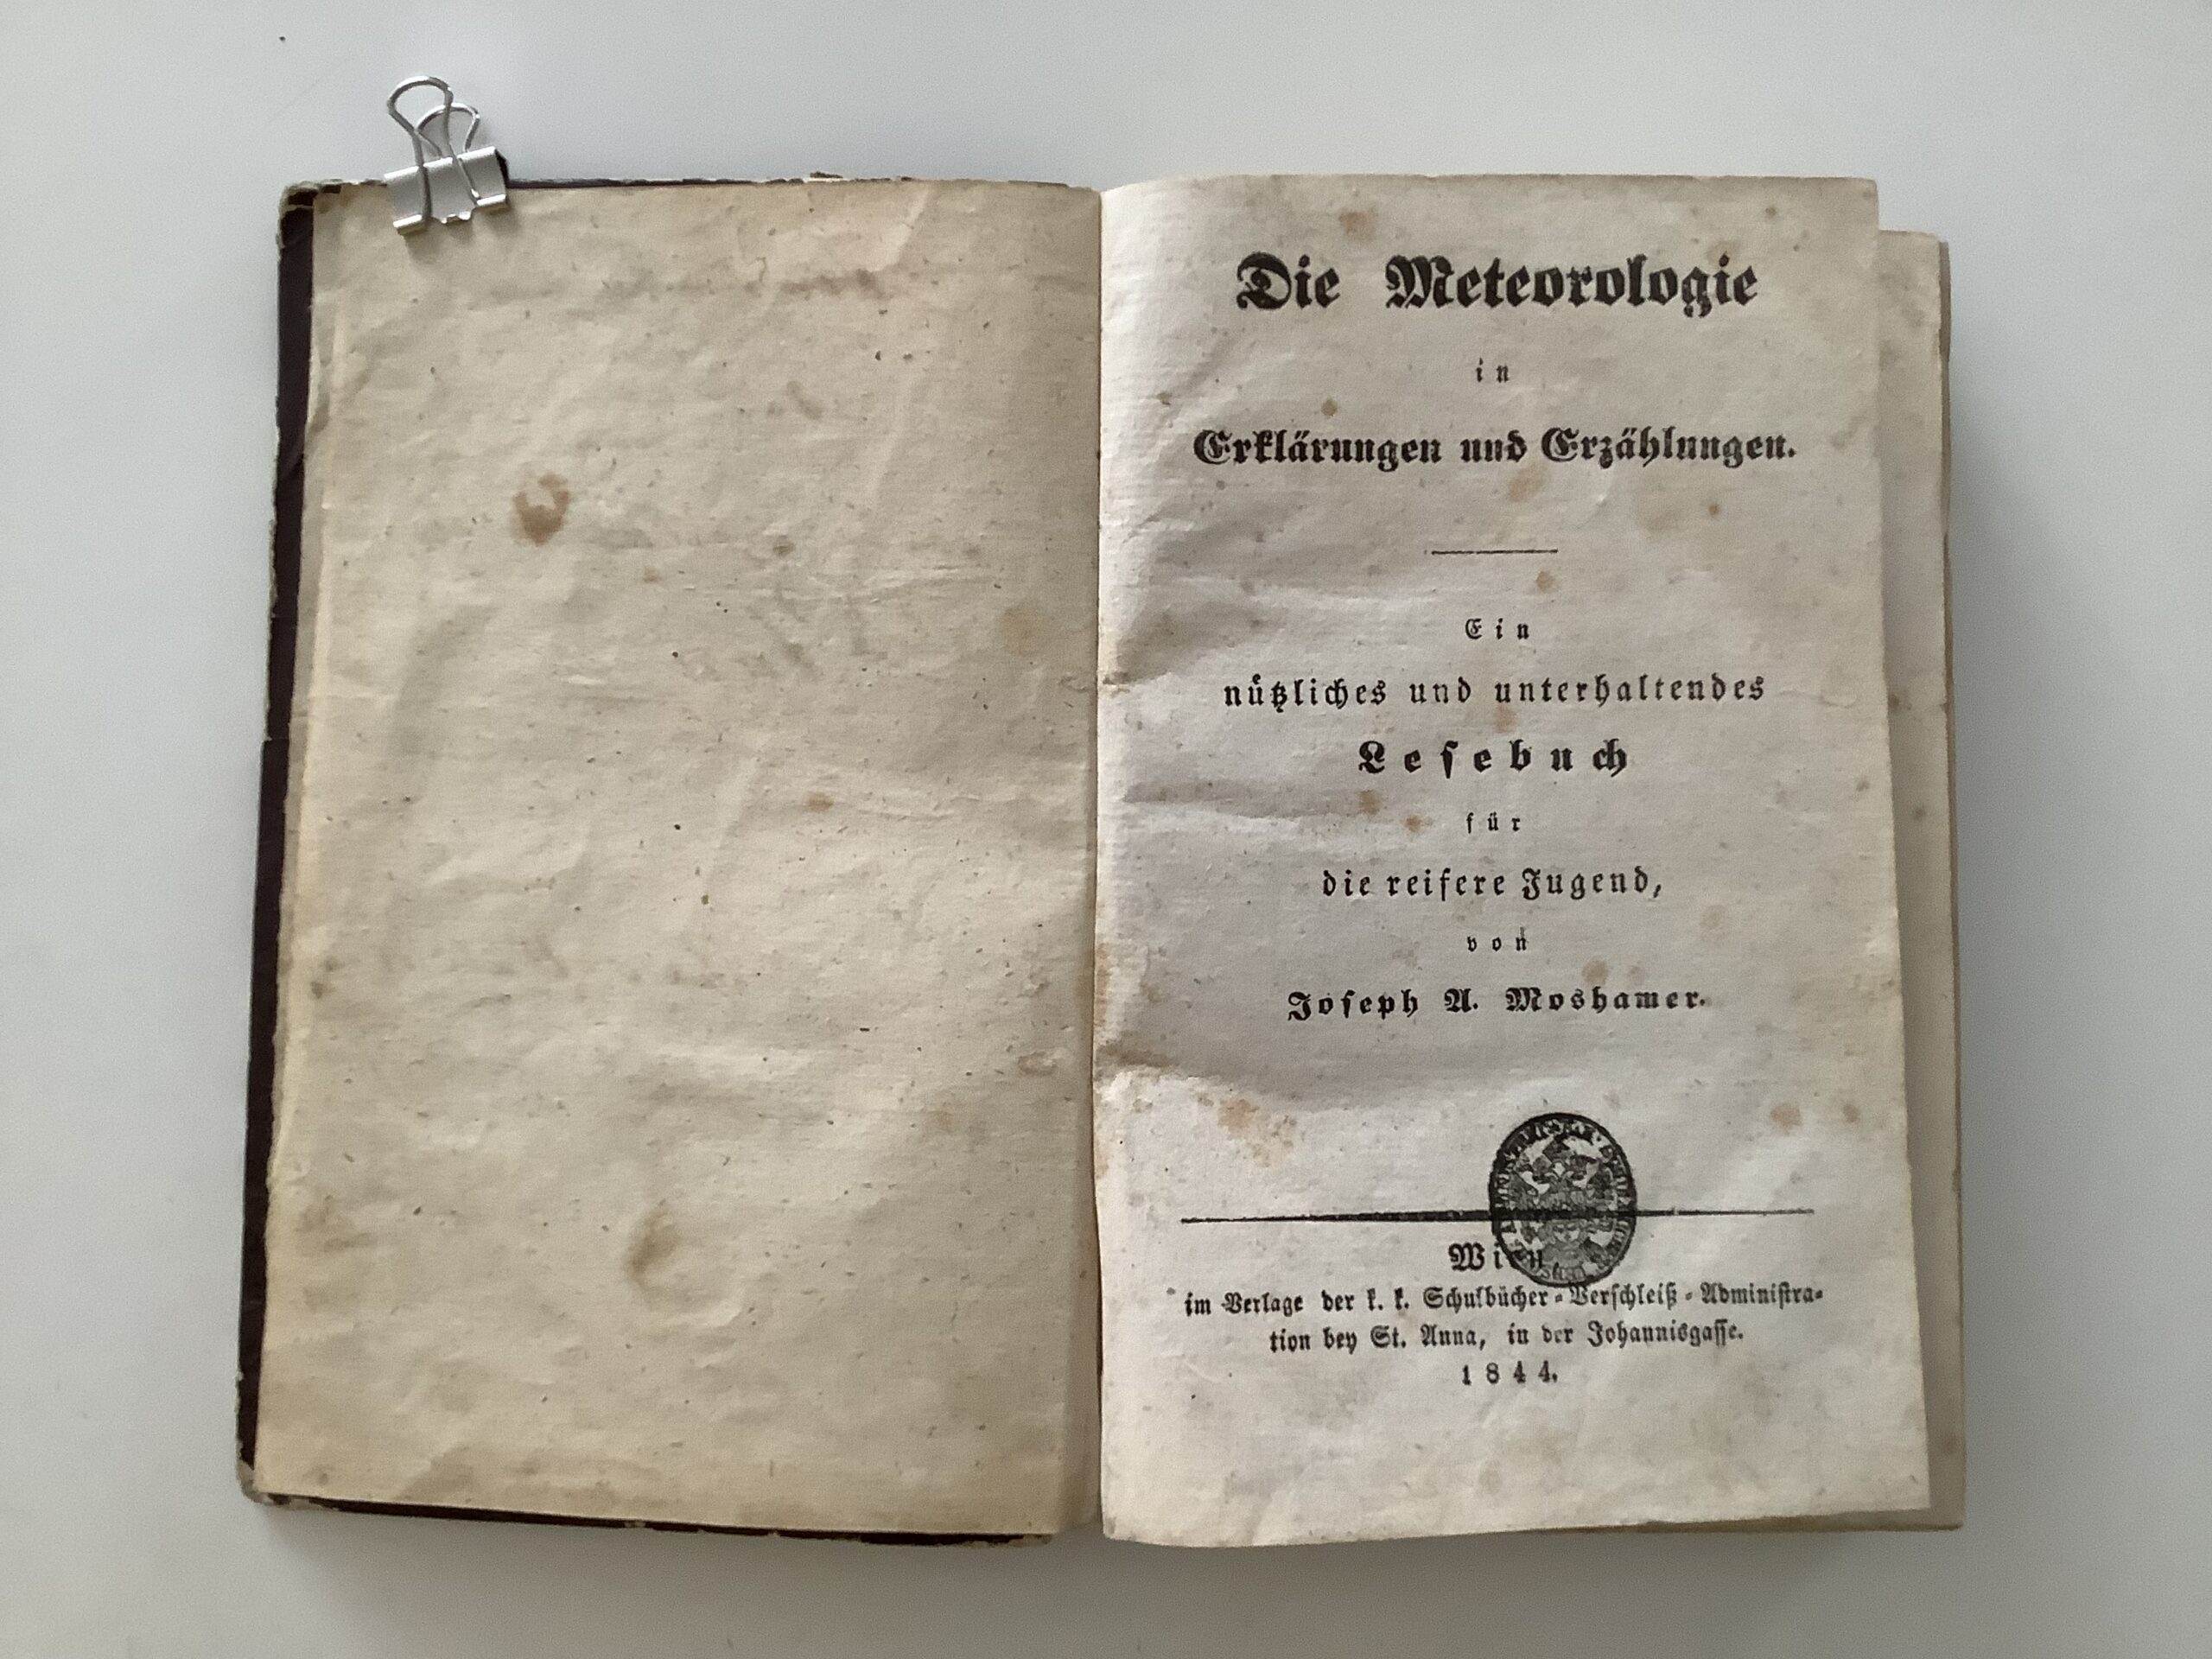 Die Meteorologie
in
Erklärungen und Erzählungen.
Ein
nützliches und unterhaltendes
Lesebuch
für
die reifere Jugend,
von
Joseph A. Moshamer.
Wien,
im Verlage der k. k. Schulbücher-Verschleiß-Administra-
tion bey St. Anna, in der Johannisgasse.
1844.